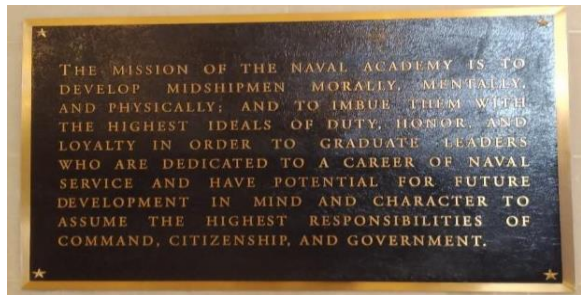 THE MISSION OF THE NAVAL ACADEMY IS TO
DEVELOP MIDSHIPMEN MORALLY, MENTALLY,
AND PHYSICALLY; AND TO IMBUE THEM WITH
THE HIGHEST IDEALS OF DUTY, HONOR, AND
LOYALTY IN ORDER TO GRADUATE LEADERS
WHO ARE DEDICATED TO A CAREER OF NAVAL
SERVICE AND HAVE POTENTIAL FOR FUTURE
DEVELOPMENT IN MIND AND CHARACTER TO
ASSUME THE HIGHEST RESPONSIBILITIES OF
COMMAND, CITIZENSHIP, AND GOVERNMENT.